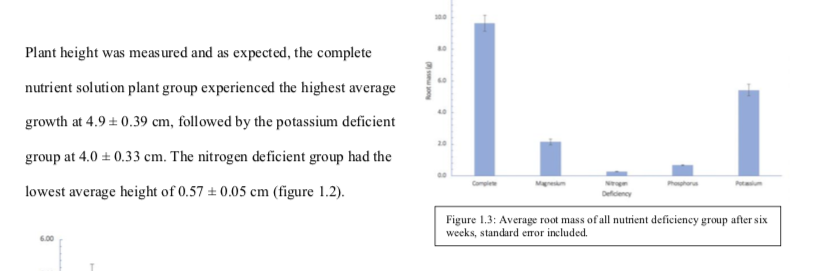 Plant height was measured and as expected, the complete
nutrient solution plant group experienced the highest average
growth at 4.9 ± 0.39 cm, followed by the potassium deficient
group at 4.0 ± 0.33 cm. The nitrogen deficient group had the
lowest average height of 0.57 ± 0.05 cm (figure 1.2).
6.00
10.0
8.0
6.0
4.0
2.0
0.0
Root mass (g)
Complete Magnesium Nitrogen Phosphorus Potassium
Deficiency
Figure 1.3: Average root mass of all nutrient deficiency group after six
weeks, standard error included.